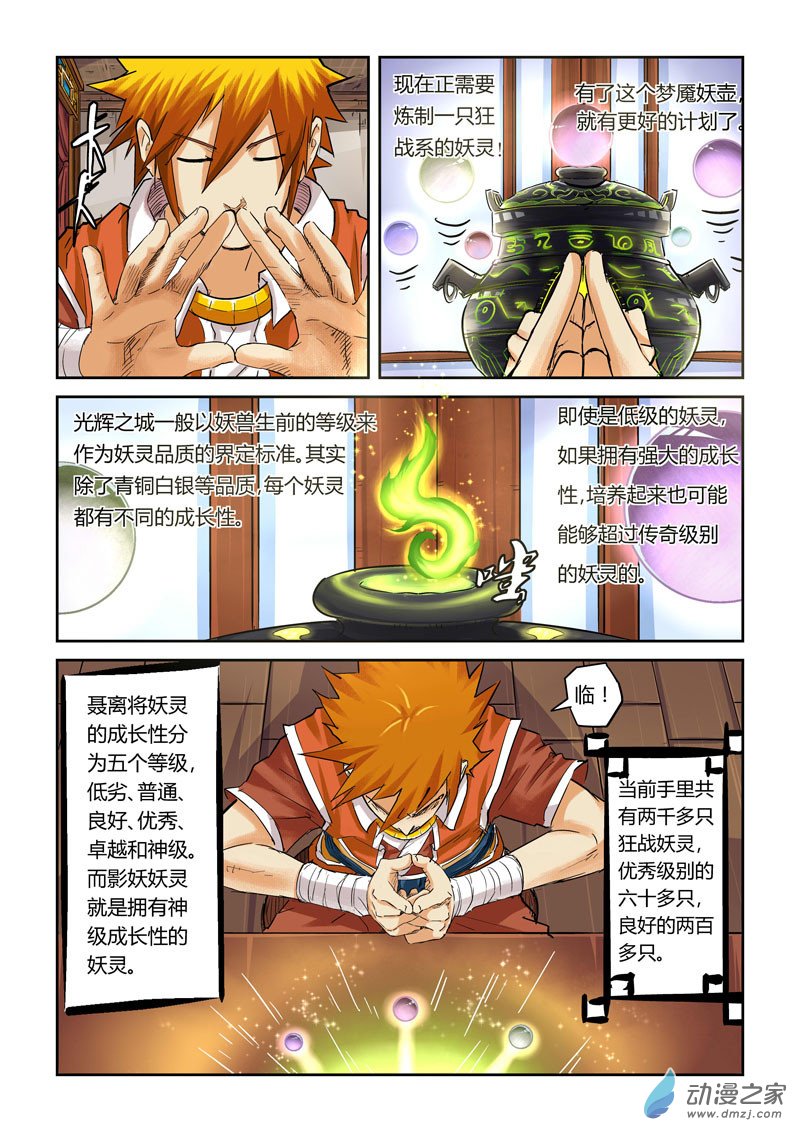 现在正需要
炼制一只狂
战系的妖灵！
有了这个梦魇妖壶，
就有更好的计划了。
光辉之城一般以妖兽生前的等级来
作为妖灵品质的界定标准。其实
除了青铜白银等品质，每个妖灵
都有不同的成长性。
即使是低级的妖灵，
如果拥有强大的成长
性，培养起来也可能
能够超过传奇级别
的妖灵的。
哇
聂离将妖灵
的成长性分
为五个等级，
低劣、普通、
良好、优秀、
卓越和神级。
而影妖妖灵
就是拥有神
级成长性的
妖灵。
临！
当前手里共
有两千多只
狂战妖灵，
优秀级别的
六十多只，
良好的两百
多只。
动漫之家
www.dmzj.com